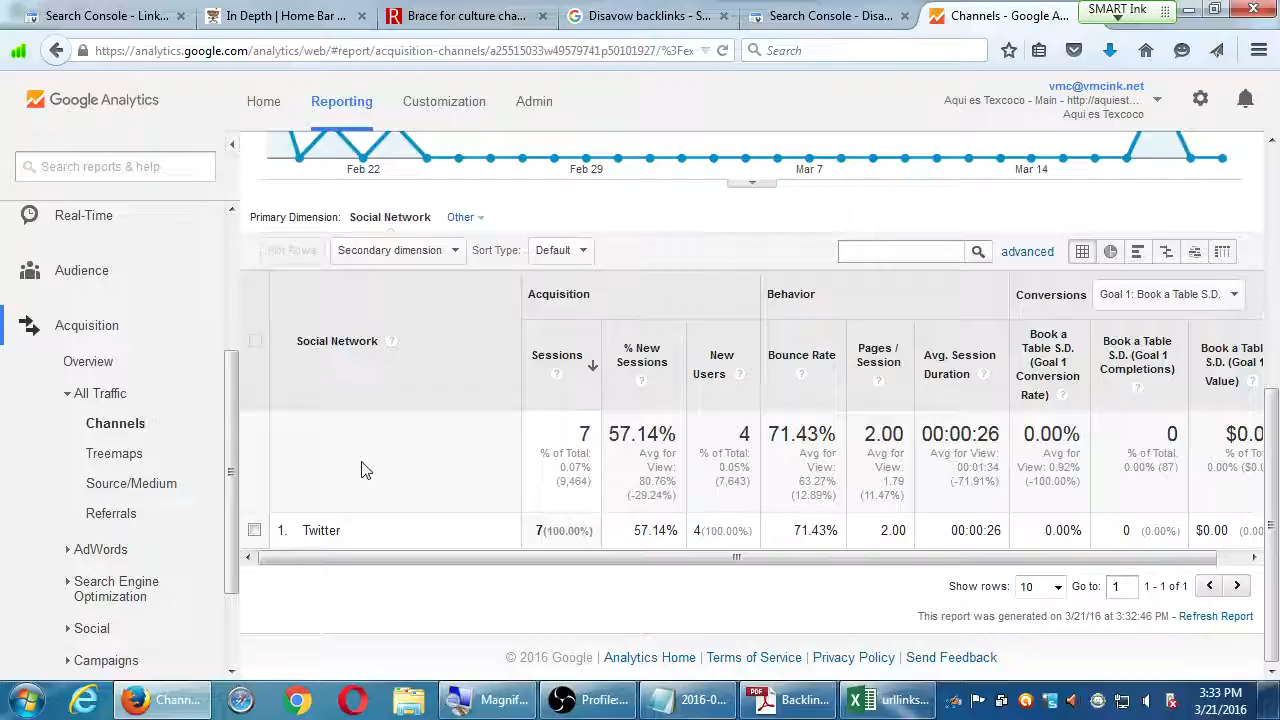 Search Console - Link...
In Depth | Home Bar ...
Brace for culture cha...
Disavow backlinks - S...
Search Console - Disa...
Channels - Google A...
SMART Ink
https://analytics.google.com/analytics/web/#report/acquisition-channels/a25515033w49579741p50101927/%3Fex
Search
Google Analytics
Home
Reporting
Customization
Admin
vmc@vmcink.net
Aqui es Texcoco - Main - http://aquiest...
Aqui es Texcoco
Search reports & help
Real-Time
Audience
Acquisition
Overview
All Traffic
Channels
Treemaps
Source/Medium
Referrals
AdWords
Search Engine
Optimization
Social
Campaigns
Feb 22
Feb 29
Mar 7
Mar 14
Primary Dimension: Social Network Other
Plot Rows
Secondary dimension
Sort Type:
Default
advanced
Social Network
Acquisition
Behavior
Conversions
Goal 1: Book a Table S.D.
Sessions
% New
Sessions
New
Users
Bounce Rate
Pages /
Session
Avg. Session
Duration
Book a
Table S.D.
(Goal 1
Conversion
Rate)
Book a Table
S.D. (Goal 1
Completions)
Book a Tabl
S.D. (Goal 1
Value)
7
% of Total:
0.07%
(9,464)
57.14%
Avg for
View:
80.76%
(-29.24%)
4
% of Total:
0.05%
(7,643)
71.43%
Avg for
View:
63.27%
(12.89%)
2.00
Avg for
View:
1.79
(11.47%)
00:00:26
Avg for View:
00:01:34
(-71.91%)
0.00%
Avg for
View: 0.92%
(-100.00%)
0
% of Total:
0.00% (87)
$0.0
% of Total:
0.00% ($0.
1. Twitter 7(100.00%) 57.14% 4(100.00%) 71.43% 2.00 00:00:26 0.00% 0 (0.00%) $0.00 (0.00
Show rows: 10 Go to: 1 1 - 1 of 1
This report was generated on 3/21/16 at 3:32:46 PM - Refresh Report
© 2016 Google | Analytics Home | Terms of Service | Privacy Policy | Send Feedback
Chann...
Magnif...
Profile:...
2016-0...
PDF
Backlin...
urllinks...
3:33 PM
3/21/2016